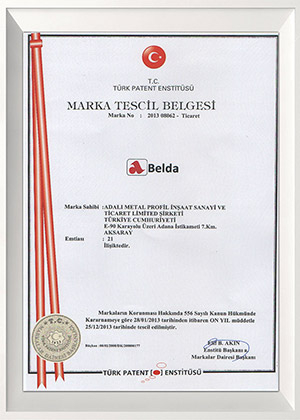 T.C.
TÜRK PATENT ENSTİTÜSÜ
MARKA TESCİL BELGESİ
Marka No : 2013 08062 - Ticaret
Belda
Marka Sahibi :ADALI METAL PROFİL İNŞAAT SANAYİ VE
TİCARET LİMİTED ŞİRKETİ
TÜRKİYE CUMHURİYETİ
E-90 Karayolu Üzeri Adana İstikameti 7.Km.
AKSARAY
Emtiası : 21
İlişiktedir.
Markaların Korunması Hakkında 556 Sayılı Kanun Hükmünde
Kararnameye göre 28/01/2013 tarihinden itibaren ON YIL müddetle
25/12/2013 tarihinde tescil edilmiştir.
B. AKIN
Enstitü Başkanı a.
Markalar Dairesi Başkanı
TÜRK PATENT ENSTİTÜSÜ